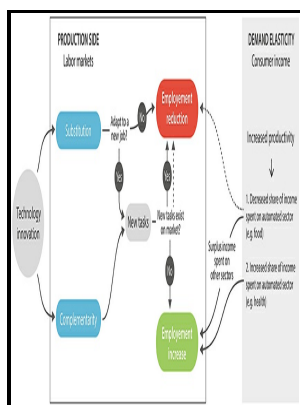 PRODUCTION SIDE
Labor markets
DEMAND ELASTICITY
Consumer income
Substitution
Adapt to a
new job?
No
Employement
reduction
Increased productivity
Yes
Yes
Technology
innovation
New tasks
New tasks exist
on market?
1. Decreased share of income
spent on automated sector
(e.g. food)
Surplus income
spent on
other sectors
No
2. Increased share of income
spent on automated sector
(e.g. health)
Complementarity
Employement
increase